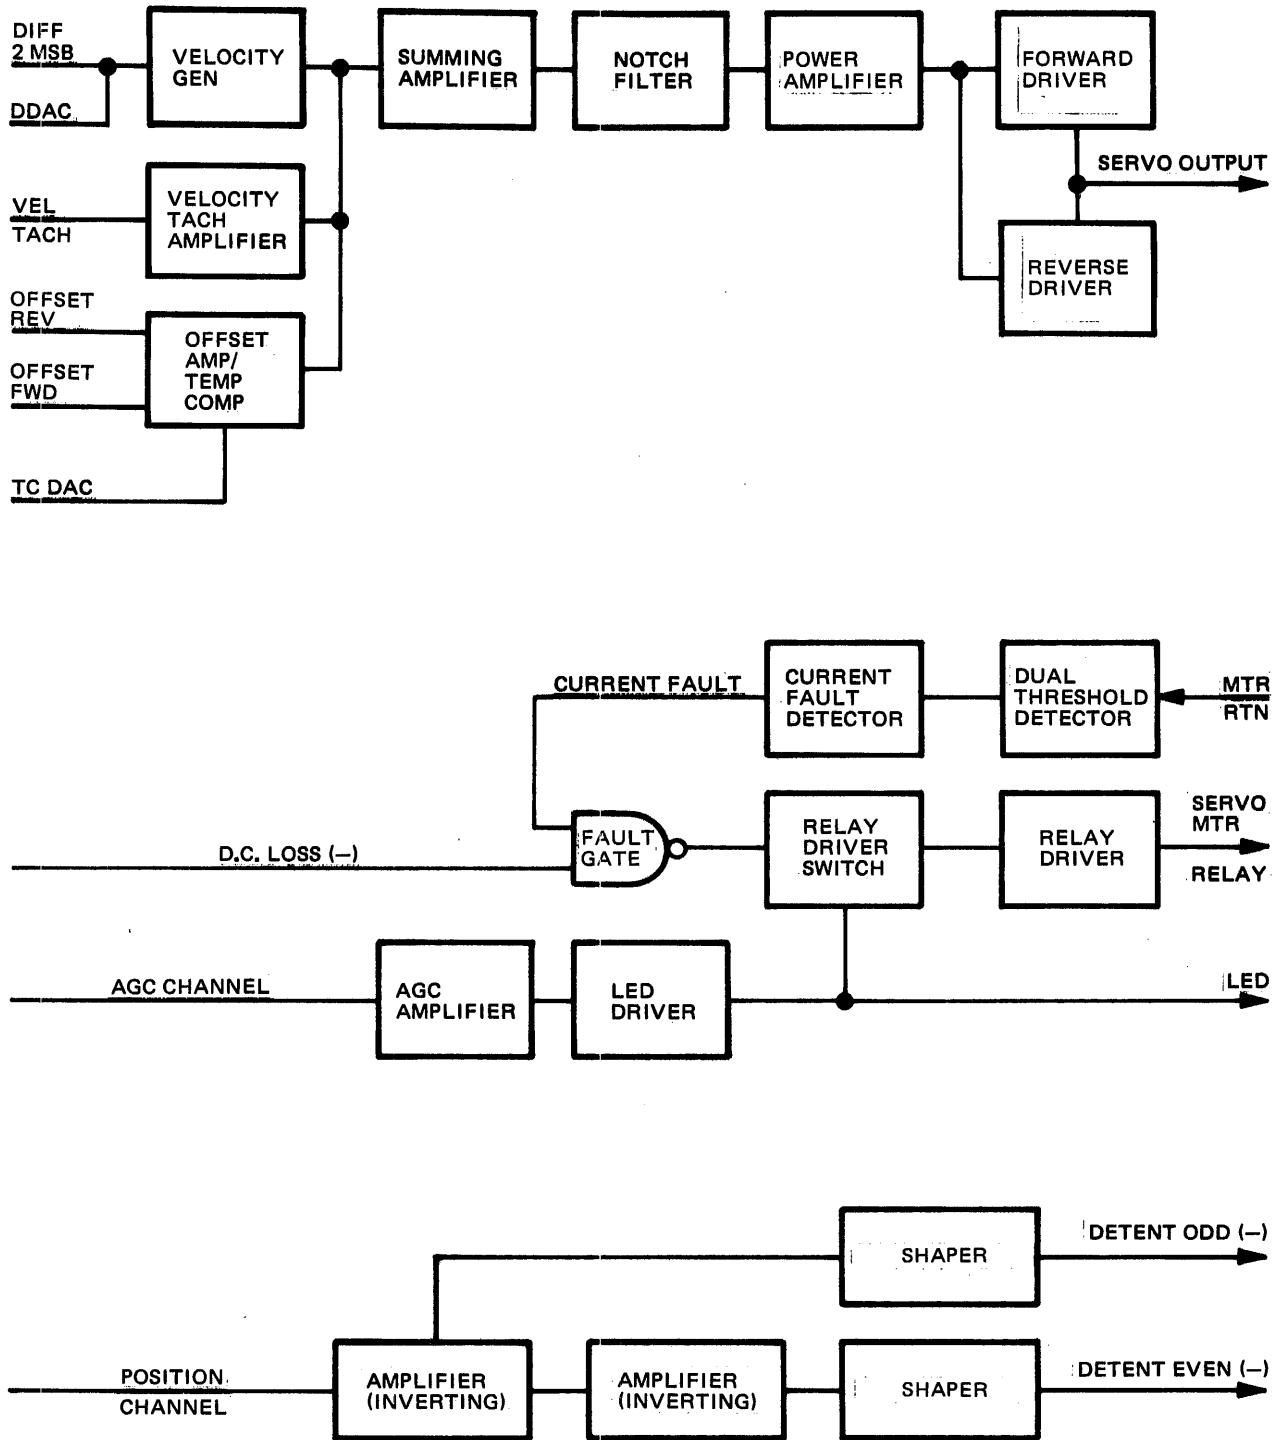 DIFF
2 MSB
DDAC
VELOCITY
GEN
SUMMING
AMPLIFIER
NOTCH
FILTER
POWER
AMPLIFIER
FORWARD
DRIVER
SERVO OUTPUT
VEL
TACH
VELOCITY
TACH
AMPLIFIER
REVERSE
DRIVER
OFFSET
REV
OFFSET
FWD
OFFSET
AMP/
TEMP
COMP
TC DAC
CURRENT FAULT
CURRENT
FAULT
DETECTOR
DUAL
THRESHOLD
DETECTOR
MTR
RTN
D.C. LOSS (—)
FAULT
GATE
RELAY
DRIVER
SWITCH
RELAY
DRIVER
SERVO
MTR
RELAY
AGC CHANNEL
AGC
AMPLIFIER
LED
DRIVER
LED
SHAPER
DETENT ODD (—)
POSITION
CHANNEL
AMPLIFIER
(INVERTING)
AMPLIFIER
(INVERTING)
SHAPER
DETENT EVEN (—)